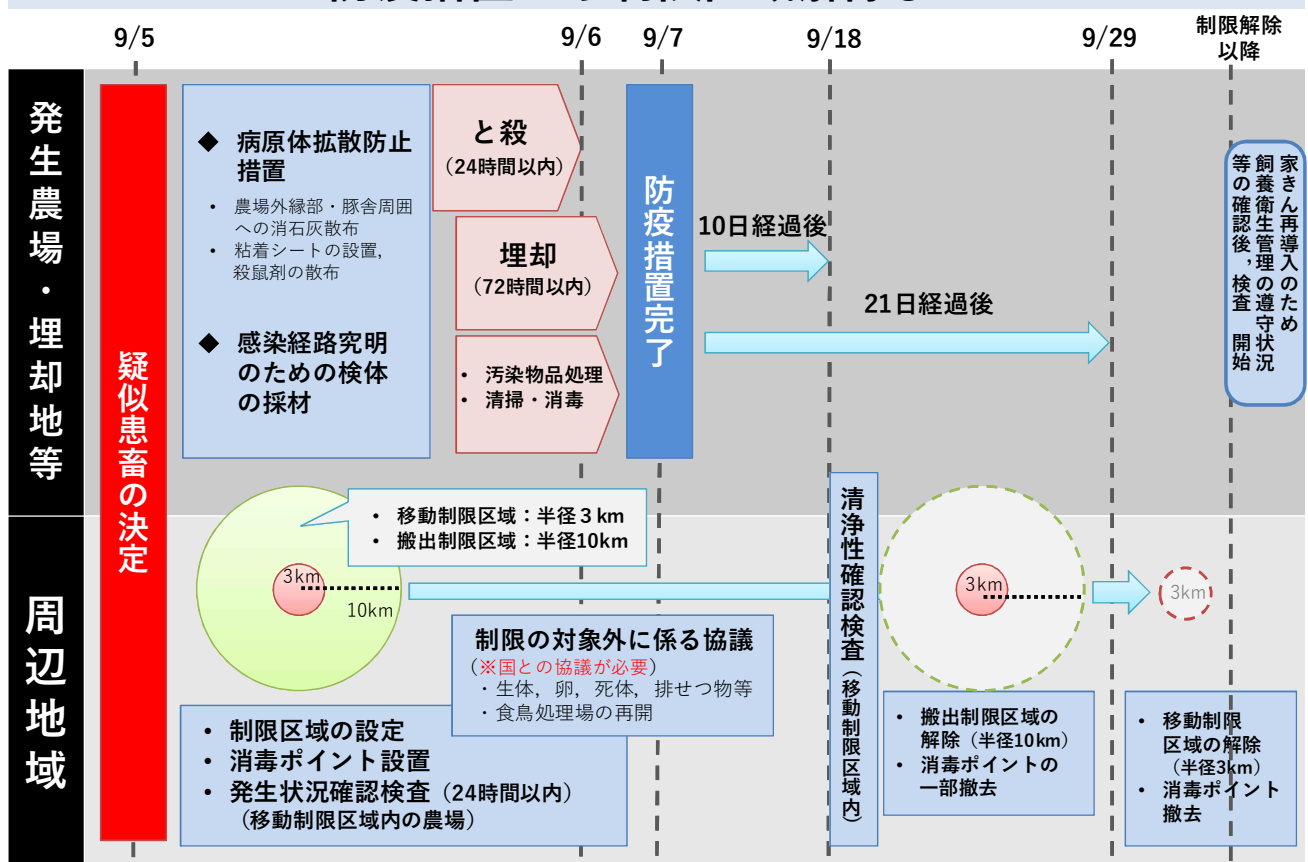 9/5
9/6
9/7
9/18
9/29
制限解除
以降
発生農場・埋却地等
周辺地域
疑似患畜の決定
◆ 病原体拡散防止
措置
• 農場外縁部・豚舎周囲
への消石灰散布
• 粘着シートの設置，
殺鼠剤の散布
◆ 感染経路究明
のための検体
の採材
と殺
(24時間以内)
埋却
(72時間以内)
• 汚染物品処理
• 清掃・消毒
防疫措置完了
10日経過後
21日経過後
家きん再導入のため
飼養衛生管理の遵守状況
等の確認後，検査 開始
• 移動制限区域：半径３km
• 搬出制限区域：半径10km
3km
10km
制限の対象外に係る協議
(※国との協議が必要)
・生体，卵，死体，排せつ物等
・食鳥処理場の再開
• 制限区域の設定
• 消毒ポイント設置
• 発生状況確認検査（24時間以内）
（移動制限区域内の農場）
清浄性確認検査（移動制限区域内）
3km
• 搬出制限区域の
解除（半径10km）
• 消毒ポイントの
一部撤去
3km
• 移動制限
区域の解除
（半径3km）
• 消毒ポイント
撤去